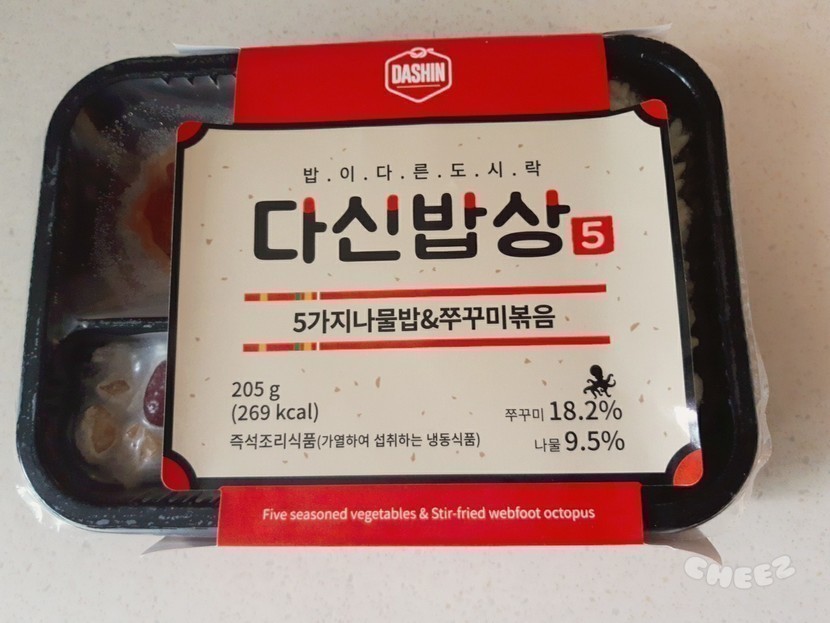 DASHIN
밥.이.다.른.도.시.락
다신밥상 5
5가지나물밥&쭈꾸미볶음
205 g
(269 kcal)
즉석조리식품(가열하여 섭취하는 냉동식품)
쭈꾸미 18.2%
나물 9.5%
Five seasoned vegetables & Stir-fried webfoot octopus
CHEEZ